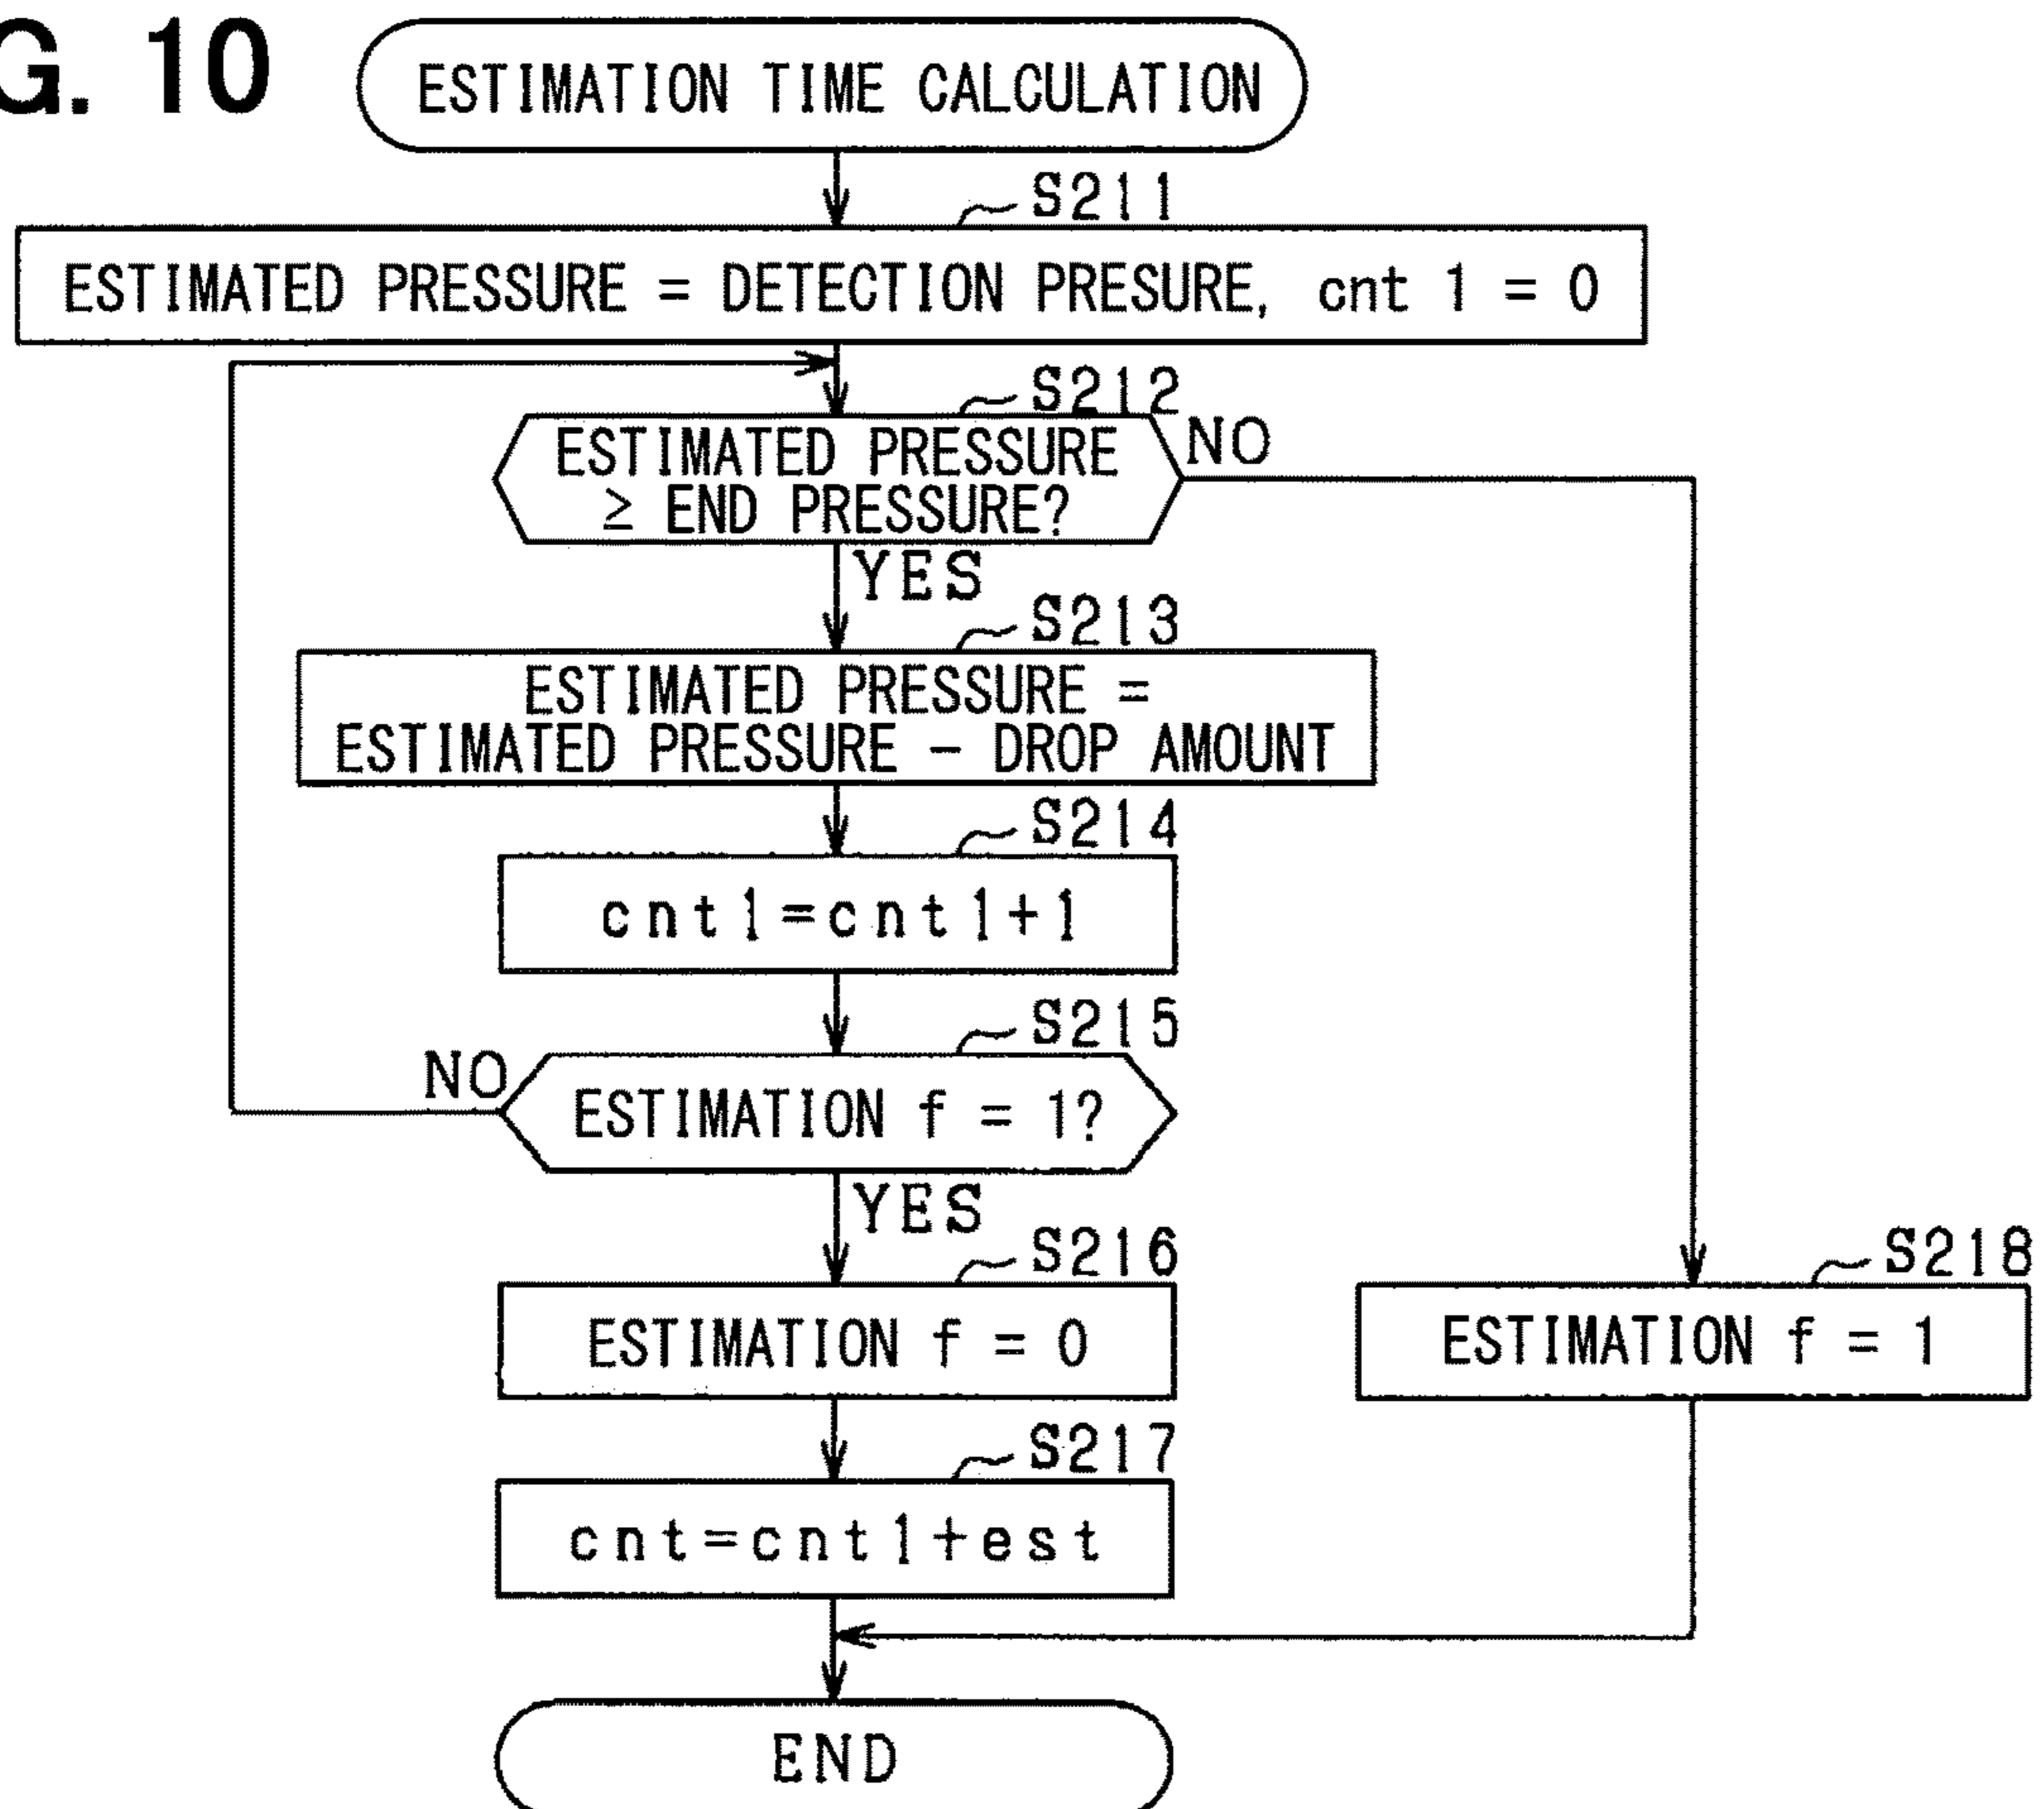 G. 10
ESTIMATION TIME CALCULATION
S211
ESTIMATED PRESSURE = DETECTION PRESURE, cnt 1 = 0
S212
ESTIMATED PRESSURE
≥ END PRESSURE?
NO
YES
S213
ESTIMATED PRESSURE =
ESTIMATED PRESSURE - DROP AMOUNT
S214
cnt1=cnt1+1
S215
NO
ESTIMATION f = 1?
YES
S216
ESTIMATION f = 0
S218
ESTIMATION f = 1
S217
cnt=cnt1+est
END